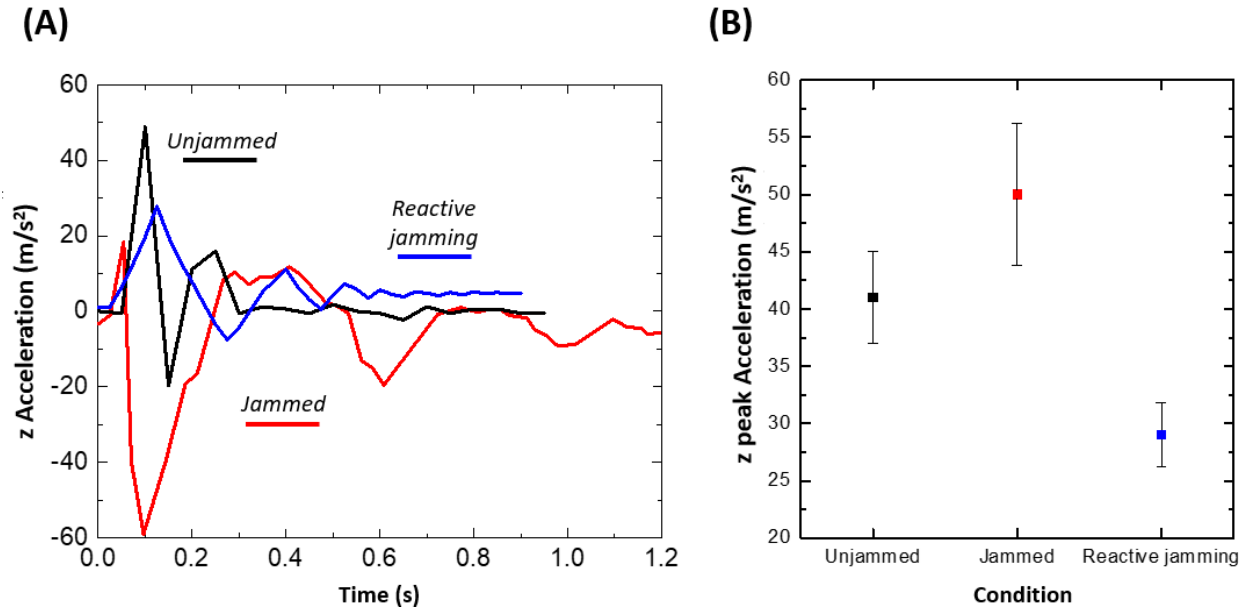 (A)
z Acceleration (m/s²)
60
40
20
0
-20
-40
-60
0.0 0.2 0.4 0.6 0.8 1.0 1.2
Time (s)
Unjammed
Reactive
jamming
Jammed
(B)
z peak Acceleration (m/s²)
60
55
50
45
40
35
30
25
20
Unjammed Jammed Reactive jamming
Condition